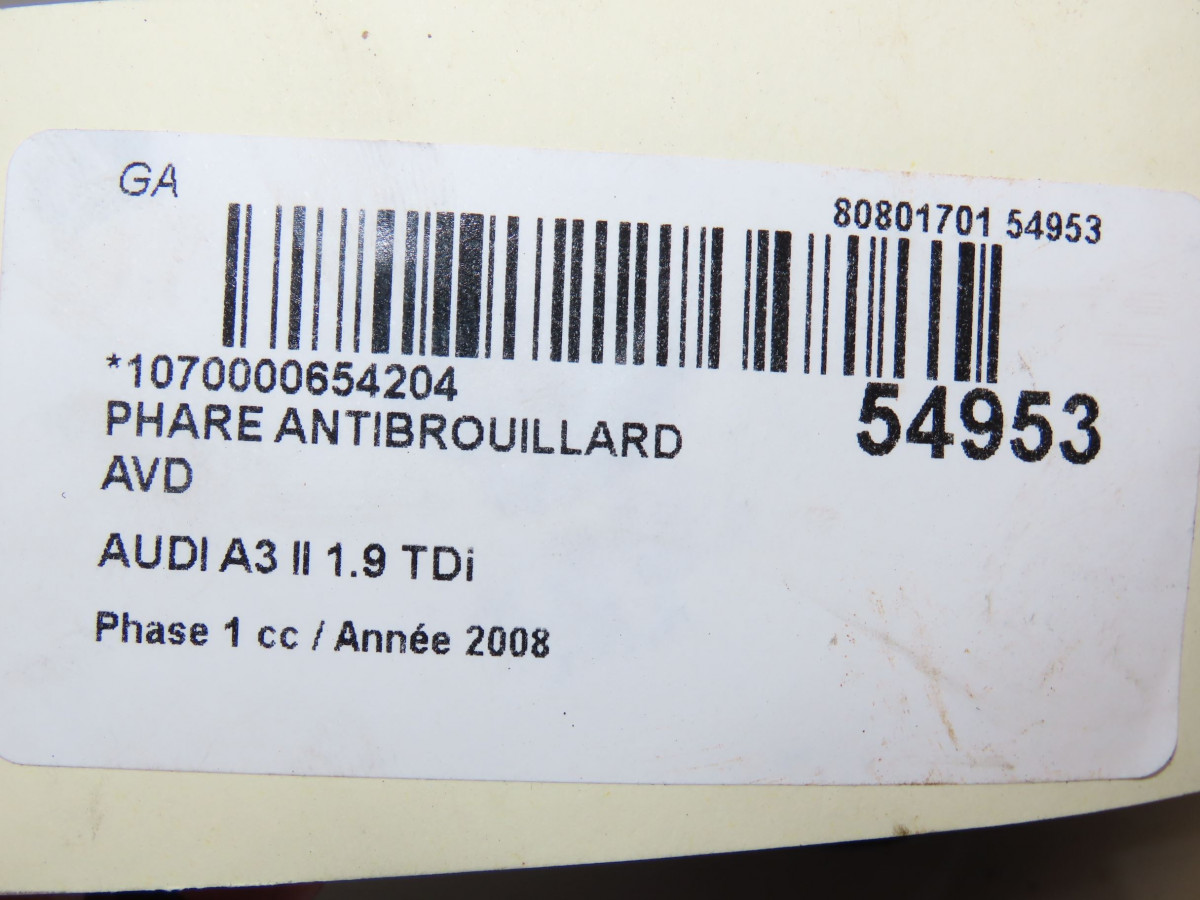 GA
80801701 54953
*1070000654204
54953
PHARE ANTIBROUILLARD
AVD
AUDI A3 II 1.9 TDi
Phase 1 cc / Année 2008